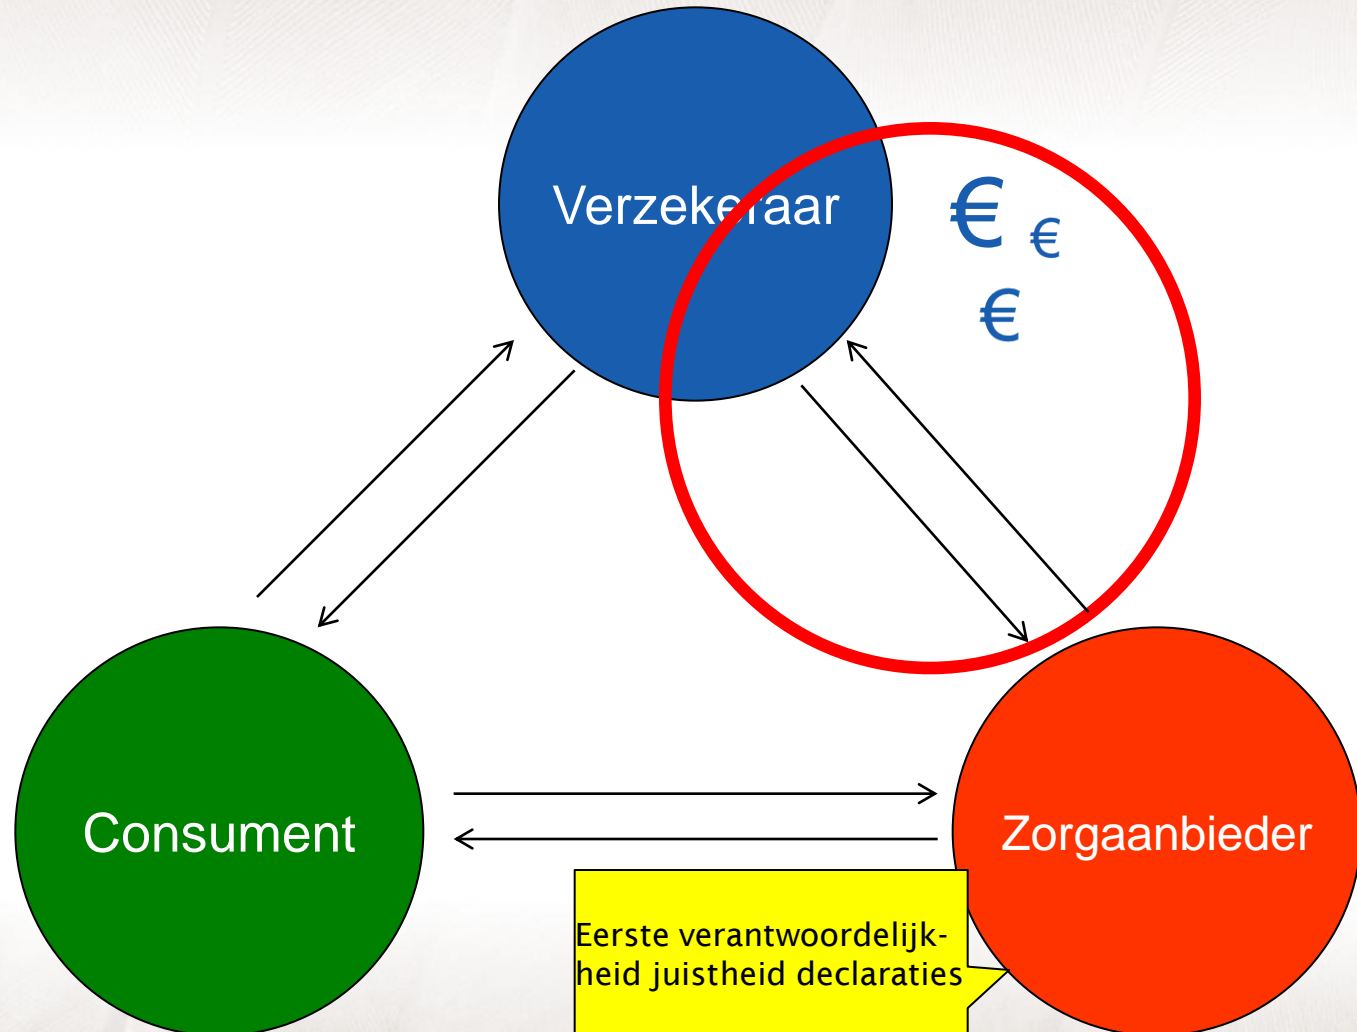 Verzekeraar
€ €
€
Consument
Zorgaanbieder
Eerste verantwoordelijk-
heid juistheid declaraties